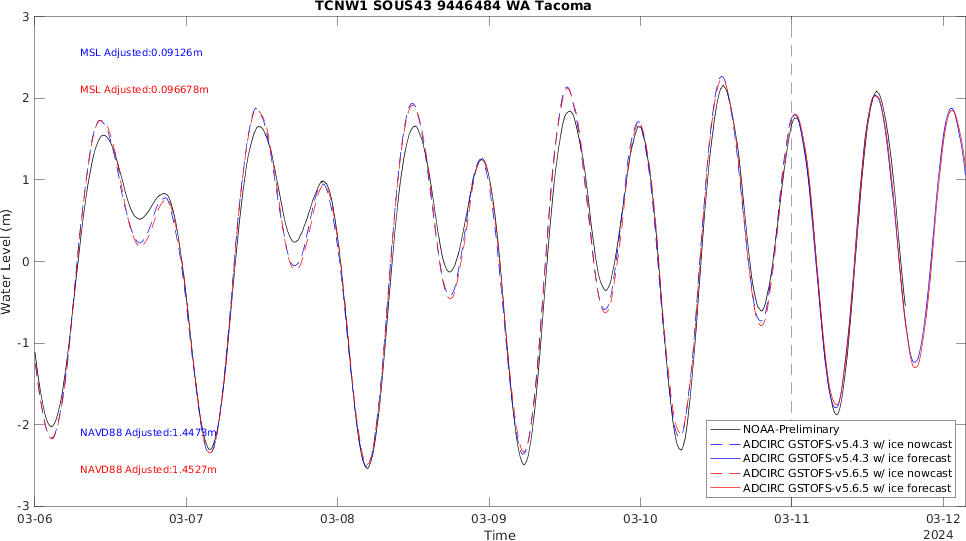 TCNW1 SOUS43 9446484 WA Tacoma
3
2
1
0
-1
-2
-3
Water Level (m)
MSL Adjusted:0.09126m
MSL Adjusted:0.096678m
NAVD88 Adjusted:1.4473m
NAVD88 Adjusted:1.4527m
NOAA-Preliminary
ADCIRC GSTOFS-v5.4.3 w/ ice nowcast
ADCIRC GSTOFS-v5.4.3 w/ ice forecast
ADCIRC GSTOFS-v5.6.5 w/ ice nowcast
ADCIRC GSTOFS-v5.6.5 w/ ice forecast
03-06 03-07 03-08 03-09 03-10 03-11 03-12
Time
2024